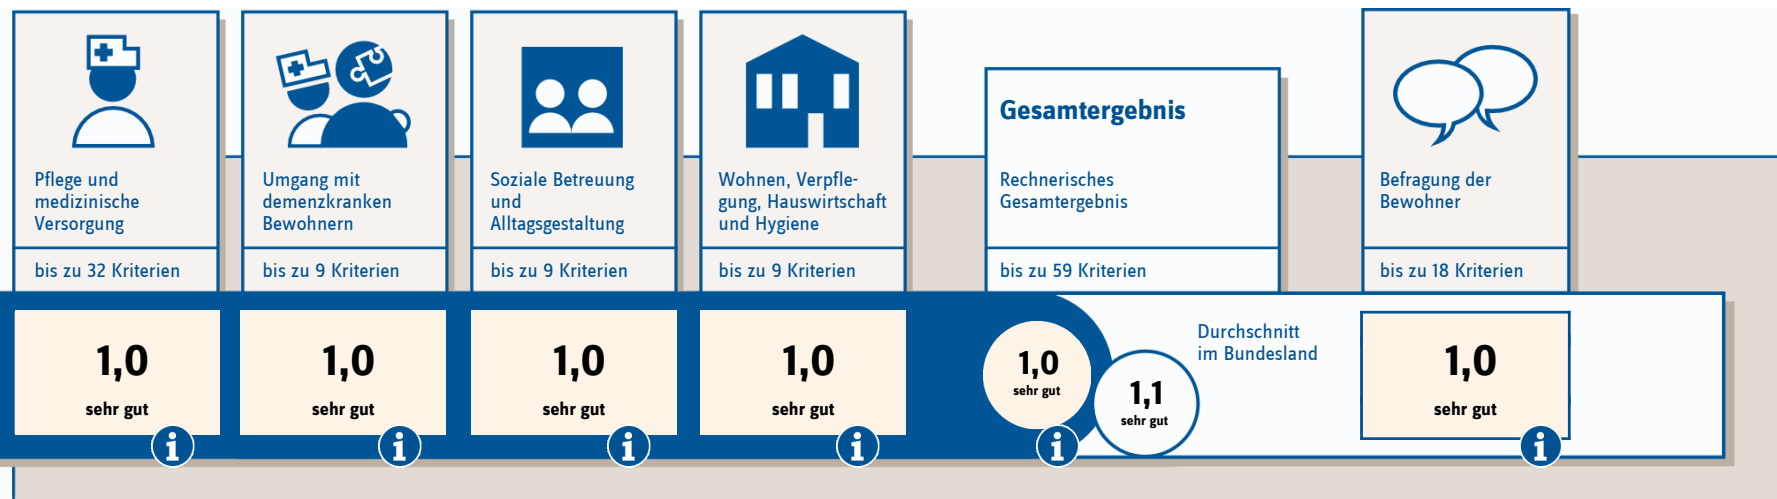 Pflege und
medizinische
Versorgung
bis zu 32 Kriterien
1,0
sehr gut
i
Umgang mit
demenzkranken
Bewohnern
bis zu 9 Kriterien
1,0
sehr gut
i
Soziale Betreuung
und
Alltagsgestaltung
bis zu 9 Kriterien
1,0
sehr gut
i
Wohnen, Verpfle-
gung, Hauswirtschaft
und Hygiene
bis zu 9 Kriterien
1,0
sehr gut
i
Gesamtergebnis
Rechnerisches
Gesamtergebnis
bis zu 59 Kriterien
1,0
sehr gut
i
Durchschnitt
im Bundesland
1,1
sehr gut
Befragung der
Bewohner
bis zu 18 Kriterien
1,0
sehr gut
i